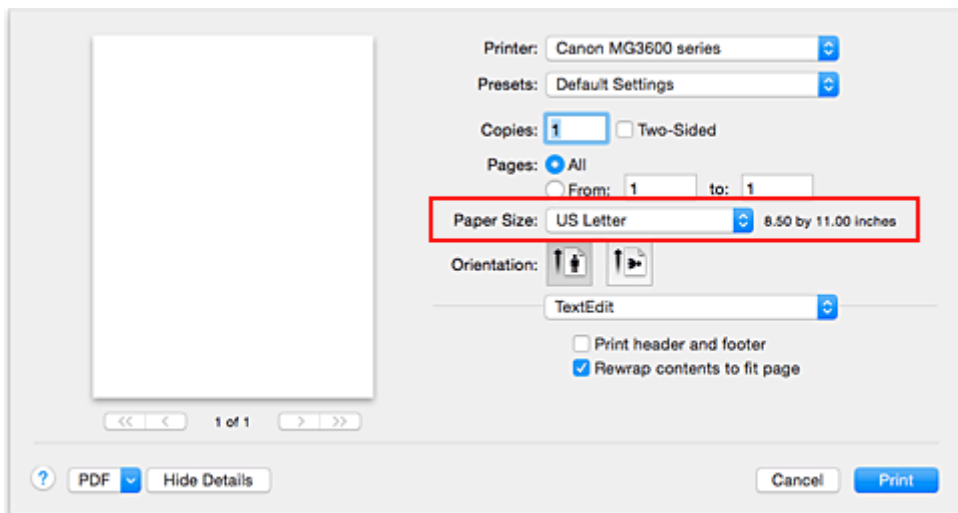 Printer: Canon MG3600 series
Presets: Default Settings
Copies: 1 Two-Sided
Pages: All
From: 1 to: 1
Paper Size: US Letter 8.50 by 11.00 inches
Orientation:
TextEdit
Print header and footer
Rewrap contents to fit page
<< < 1 of 1 > >>
? PDF Hide Details Cancel Print